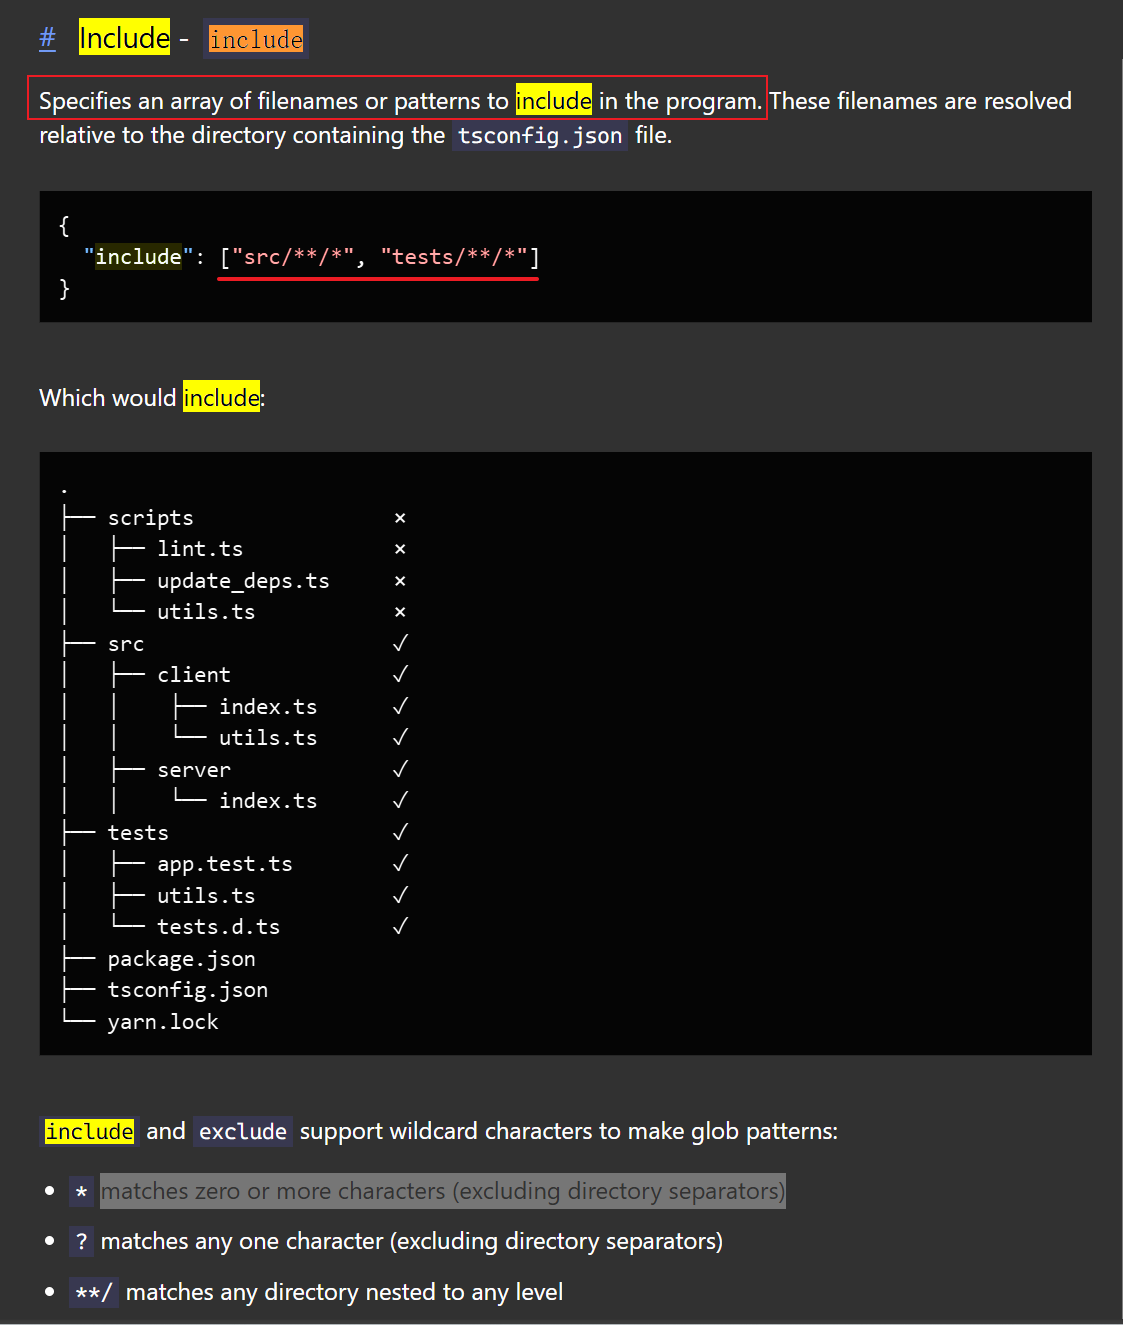 # Include - include
Specifies an array of filenames or patterns to include in the program. These filenames are resolved
relative to the directory containing the tsconfig.json file.
{
  "include": ["src/**/*", "tests/**/*"]
}
Which would include:
.
├── scripts                ⨯
│   ├── lint.ts            ⨯
│   ├── update_deps.ts     ⨯
│   └── utils.ts           ⨯
├── src                    ✓
│   ├── client             ✓
│   │    ├── index.ts      ✓
│   │    └── utils.ts      ✓
│   ├── server             ✓
│   │    └── index.ts      ✓
├── tests                  ✓
│   ├── app.test.ts        ✓
│   ├── utils.ts           ✓
│   └── tests.d.ts         ✓
├── package.json
├── tsconfig.json
└── yarn.lock
include and exclude support wildcard characters to make glob patterns:
• * matches zero or more characters (excluding directory separators)
• ? matches any one character (excluding directory separators)
• **/ matches any directory nested to any level